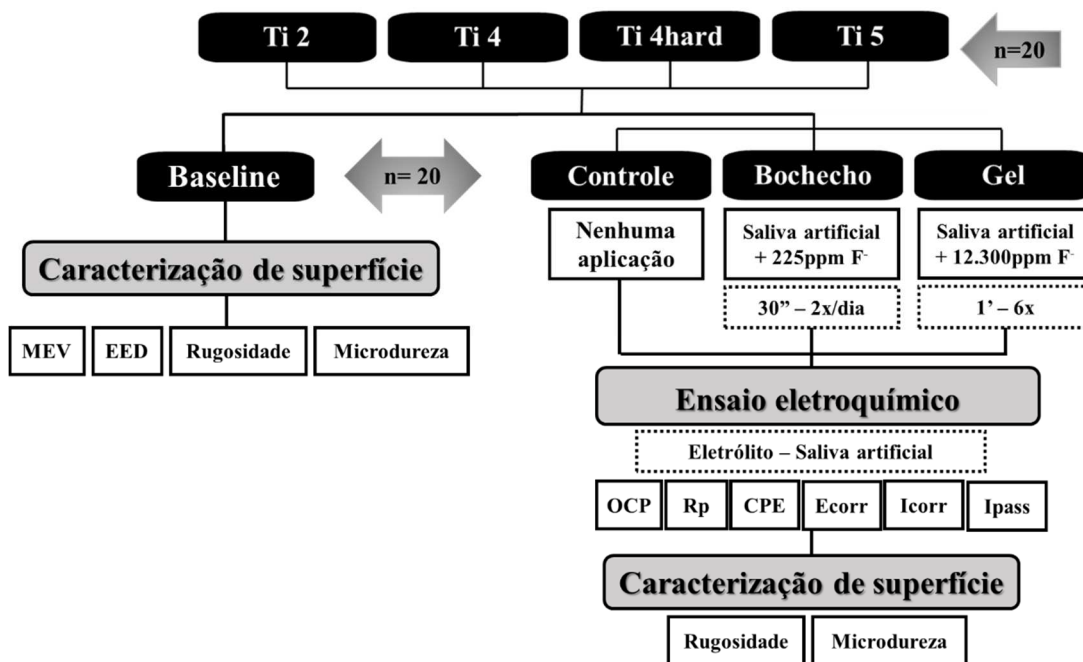 Ti 2
Ti 4
Ti 4hard
Ti 5
n=20
Baseline
n= 20
Controle
Bochecho
Gel
Nenhuma
aplicação
Saliva artificial
+ 225ppm F-
Saliva artificial
+ 12.300ppm F-
30” – 2x/dia
1’ – 6x
Caracterização de superfície
MEV
EED
Rugosidade
Microdureza
Ensaio eletroquímico
Eletrólito – Saliva artificial
OCP
Rp
CPE
Ecorr
Icorr
Ipass
Caracterização de superfície
Rugosidade
Microdureza